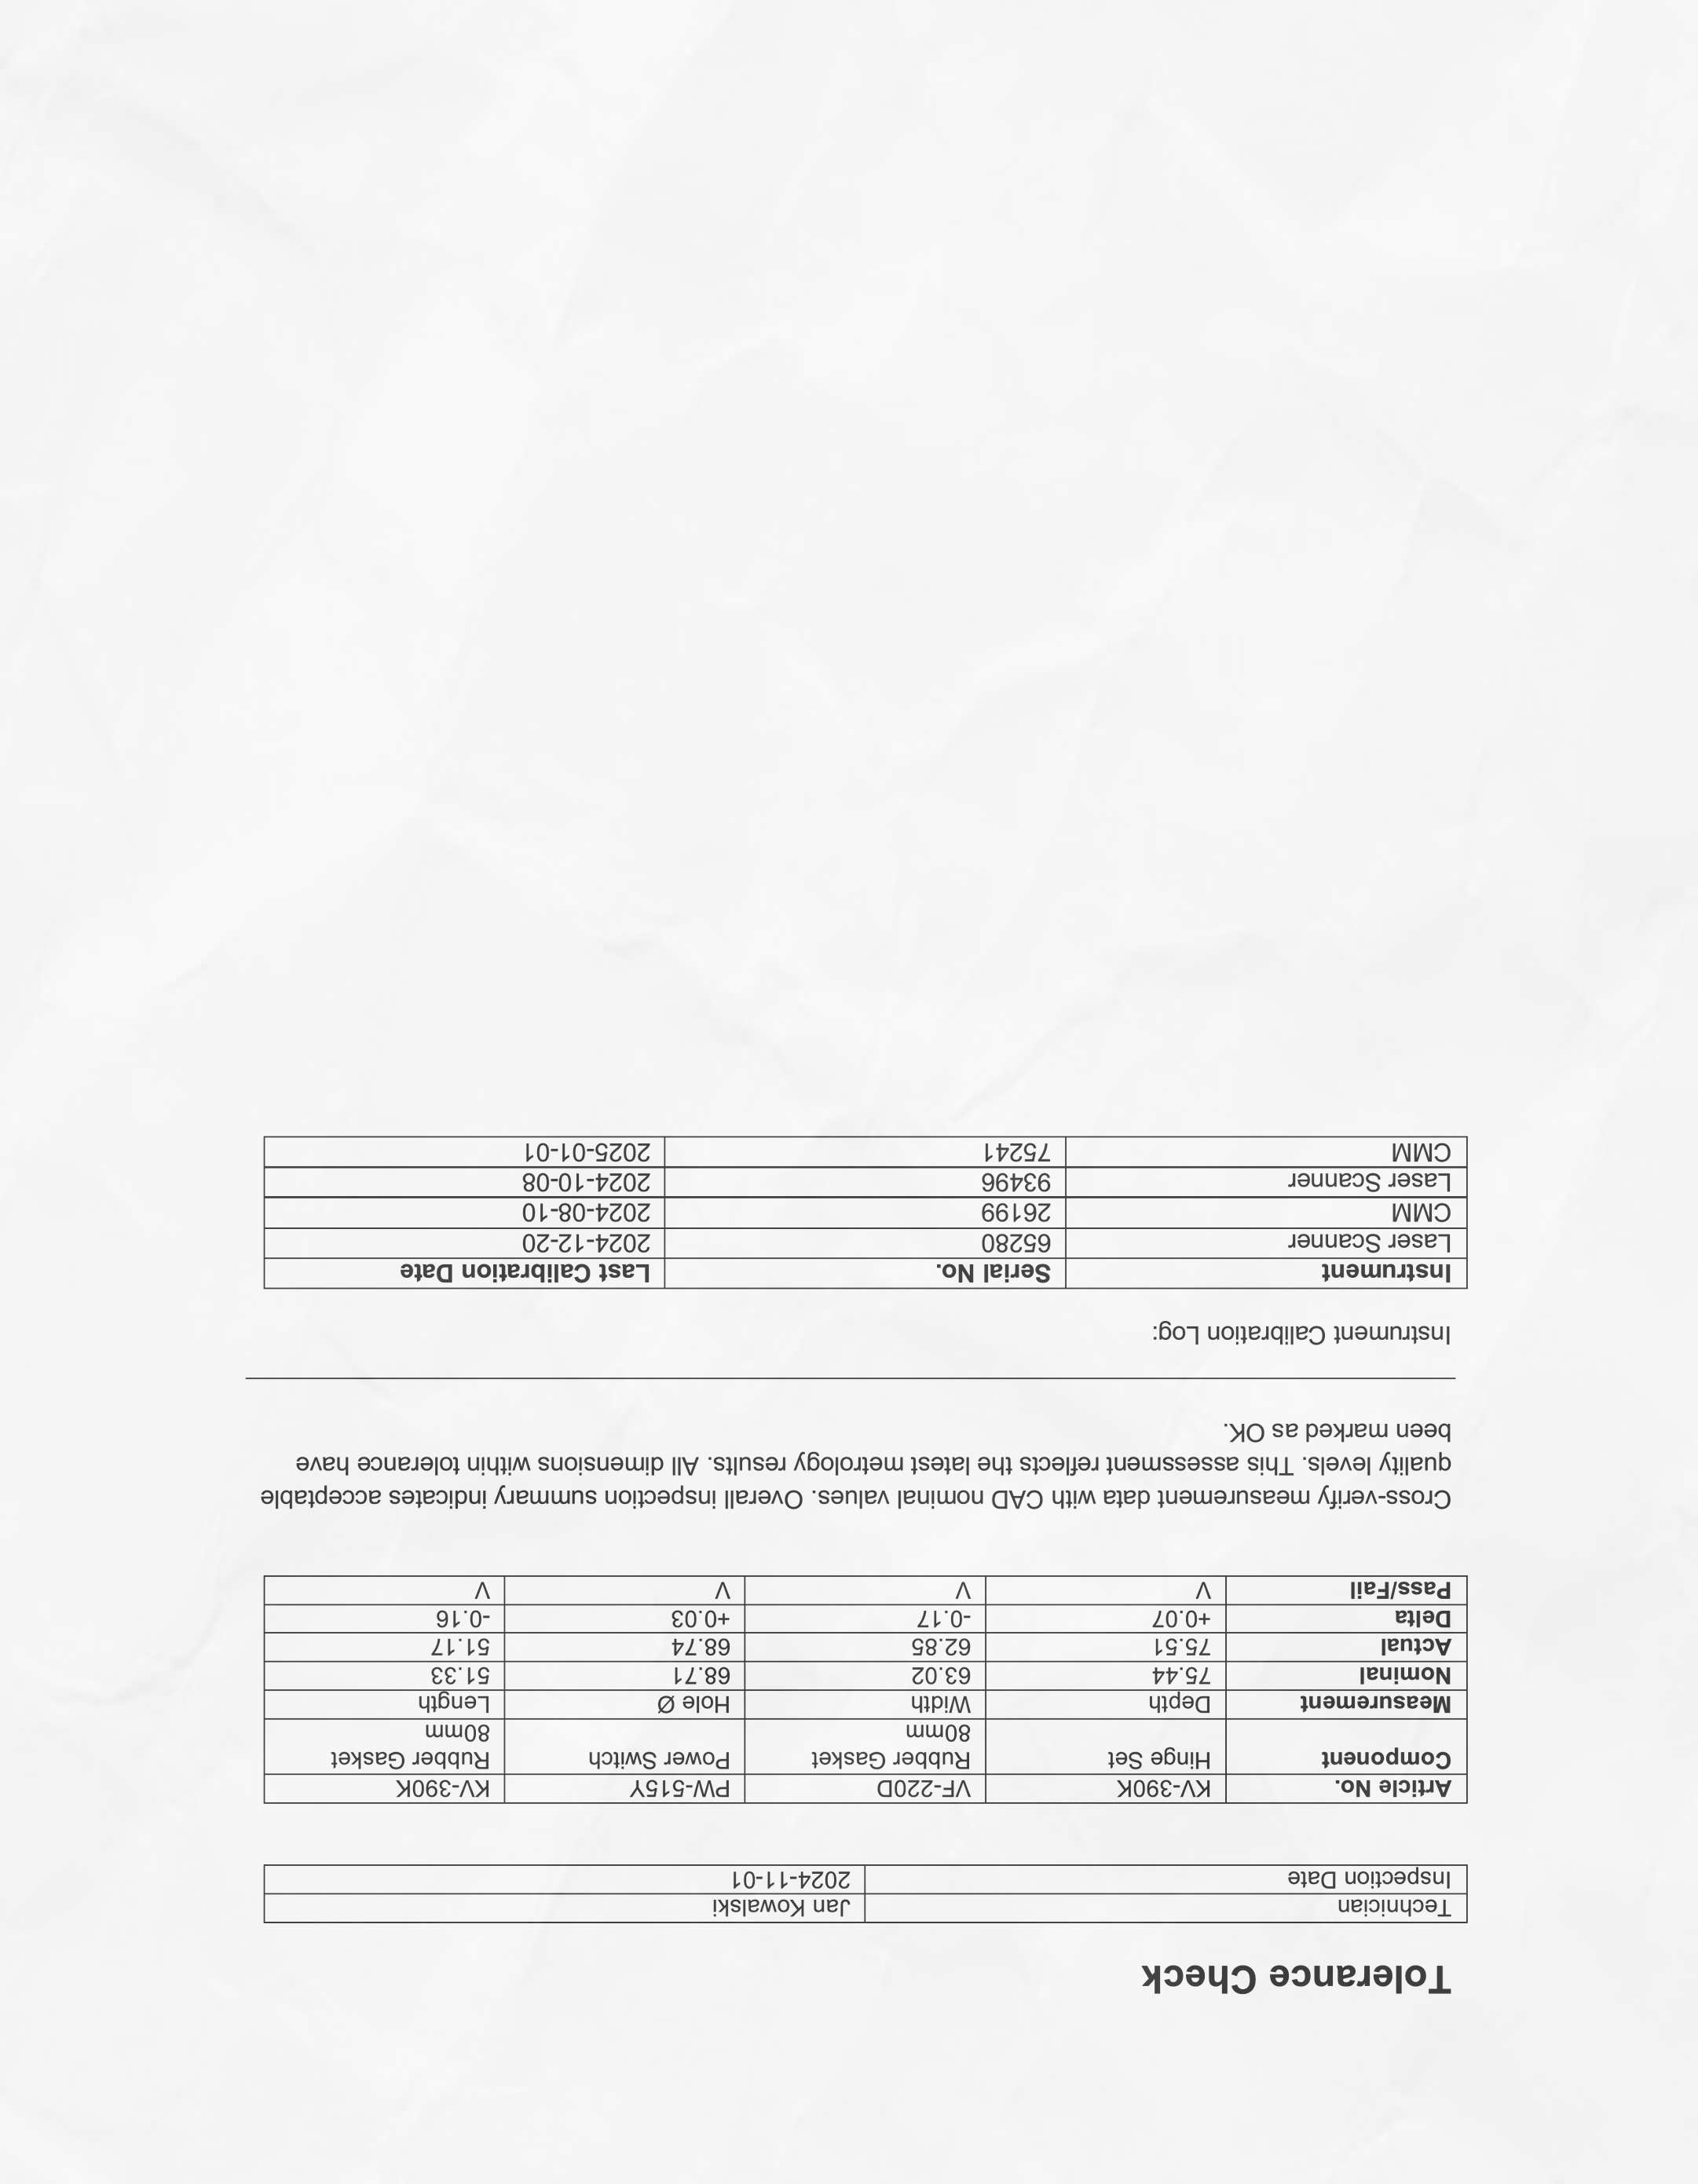 Tolerance Check
Technician Jan Kowalski
Inspection Date 2024-11-01
Article No. KV-390K VF-220D PW-515Y KV-390K
Component Hinge Set Rubber Gasket 80mm Power Switch Rubber Gasket 80mm
Measurement Depth Width Hole Ø Length
Nominal 75.44 63.02 68.71 51.33
Actual 75.51 62.85 68.74 51.17
Delta +0.07 -0.17 +0.03 -0.16
Pass/Fail V V V V
Cross-verify measurement data with CAD nominal values. Overall inspection summary indicates acceptable
quality levels. This assessment reflects the latest metrology results. All dimensions within tolerance have
been marked as OK.
Instrument Calibration Log:
Instrument Serial No. Last Calibration Date
Laser Scanner 65280 2024-12-20
CMM 26199 2024-08-10
Laser Scanner 93496 2024-10-08
CMM 75241 2025-01-01